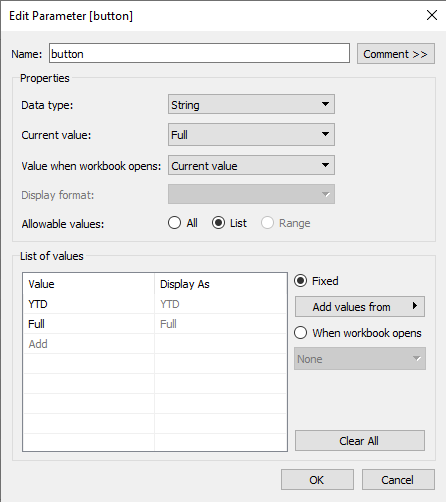 Edit Parameter [button]
Name: button Comment >>
Properties
Data type: String
Current value: Full
Value when workbook opens: Current value
Display format:
Allowable values: All List Range
List of values
Value Display As
YTD YTD
Full Full
Add
Fixed
Add values from
When workbook opens
None
Clear All
OK Cancel